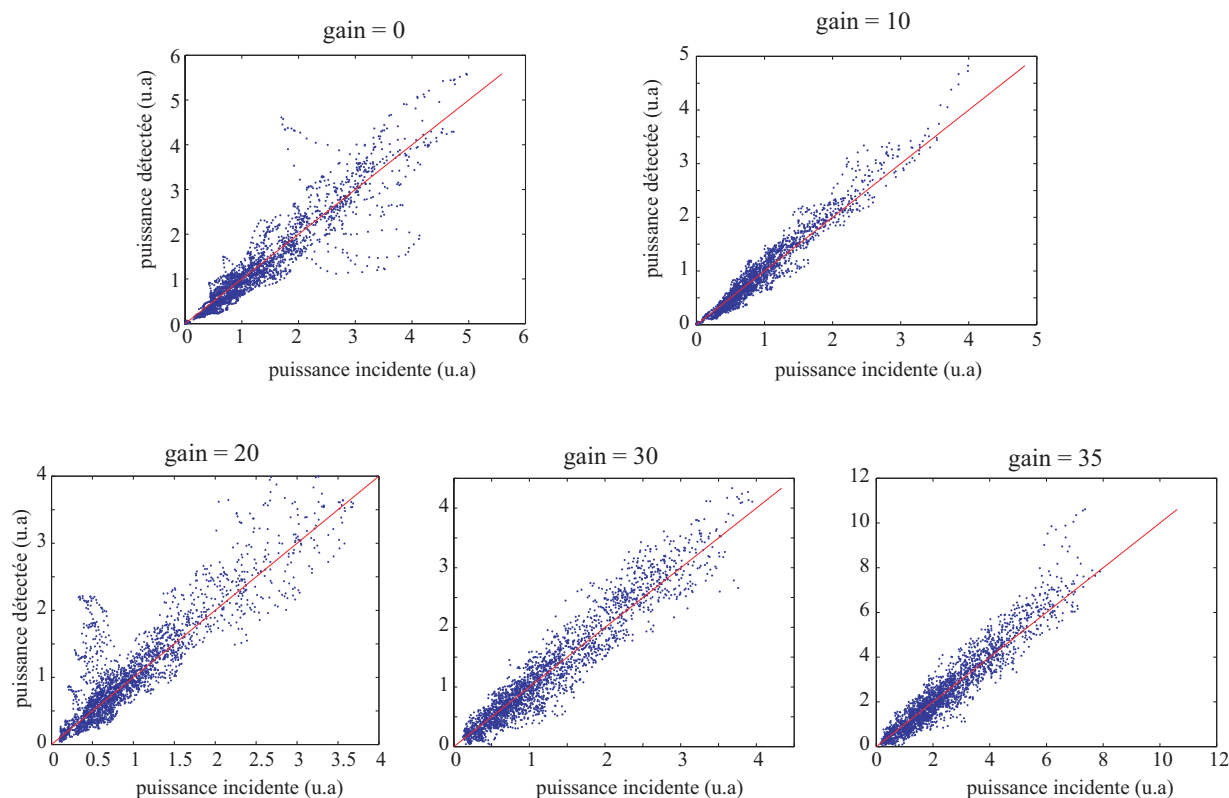 gain = 0
puissance détectée (u.a)
6
5
4
3
2
1
0
0 1 2 3 4 5 6
puissance incidente (u.a)
gain = 10
puissance détectée (u.a)
5
4
3
2
1
0
0 1 2 3 4 5
puissance incidente (u.a)
gain = 20
puissance détectée (u.a)
4
3
2
1
0
0 0.5 1 1.5 2 2.5 3 3.5 4
puissance incidente (u.a)
gain = 30
4
3
2
1
0
0 1 2 3 4
puissance incidente (u.a)
gain = 35
12
10
8
6
4
2
0
0 2 4 6 8 10 12
puissance incidente (u.a)